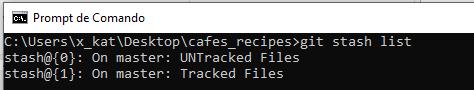 Prompt de Comando
C:\Users\x_kat\Desktop\cafes_recipes>git stash list
stash@{0}: On master: UNTracked Files
stash@{1}: On master: Tracked Files